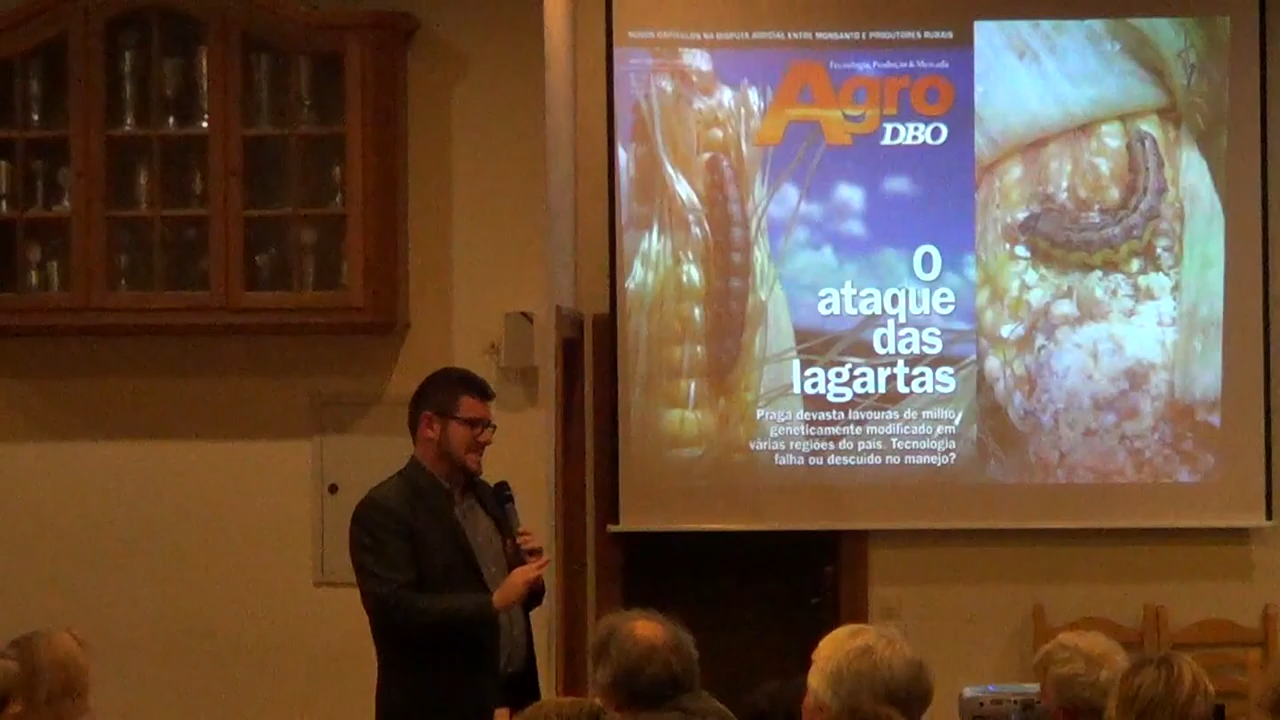 NOVOS CAPÍTULOS NA DISPUTA JUDICIAL ENTRE MONSANTO E PRODUTORES RURAIS
Tecnologia, Produção & Mercado
Agro
DBO
O
ataque
das
lagartas
Praga devasta lavouras de milho
geneticamente modificado em
várias regiões do país. Tecnologia
falha ou descuido no manejo?